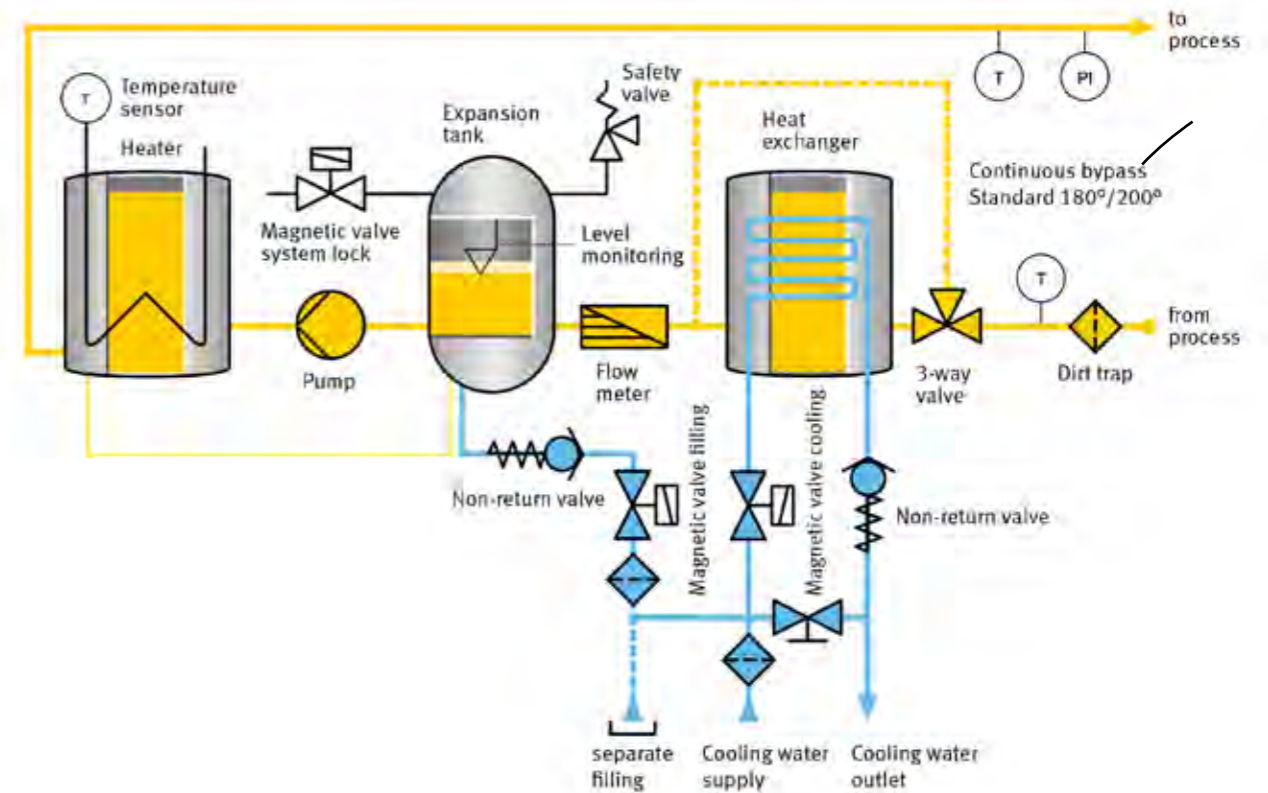 to
process
T
PI
T
Temperature
sensor
Heater
Safety
valve
Expansion
tank
Heat
exchanger
Continuous bypass
Standard 180°/200°
Magnetic valve
system lock
Level
monitoring
T
from
process
Pump
Flow
meter
3-way
valve
Dirt trap
Non-return valve
Magnetic valve filling
Magnetic valve cooling
Non-return valve
separate
filling
Cooling water
supply
Cooling water
outlet